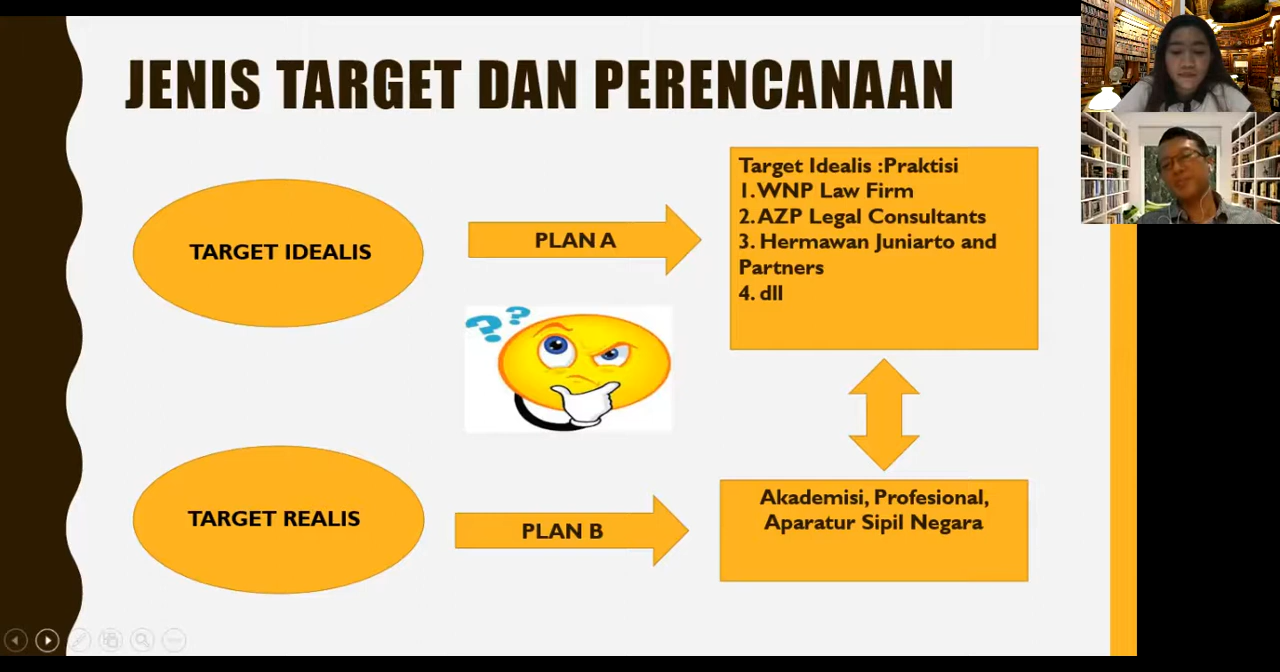 JENIS TARGET DAN PERENCANAAN
TARGET IDEALIS
PLAN A
Target Idealis :Praktisi
1. WNP Law Firm
2. AZP Legal Consultants
3. Hermawan Juniarto and
Partners
4. dll
??
TARGET REALIS
PLAN B
Akademisi, Profesional,
Aparatur Sipil Negara